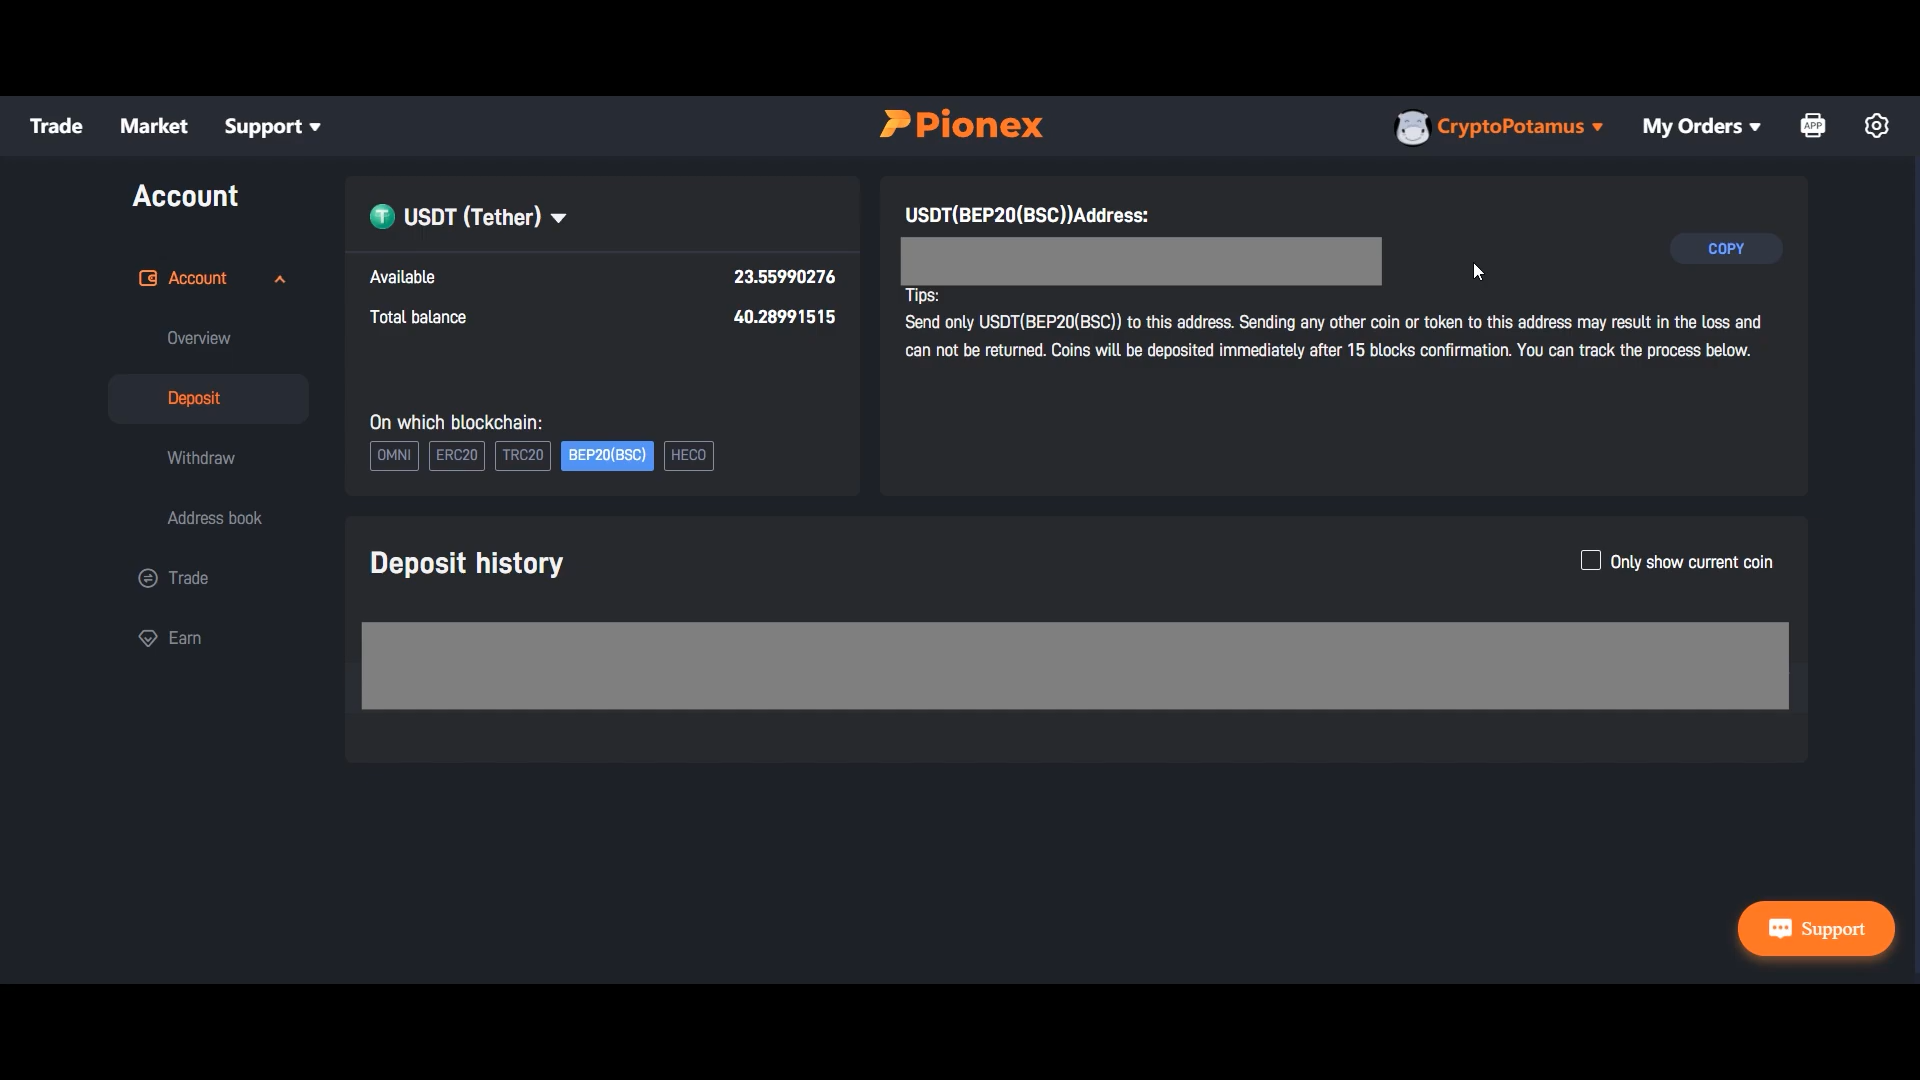 Trade Market Support
Pionex
CryptoPotamus My Orders APP
Account
Account
Overview
Deposit
Withdraw
Address book
Trade
Earn
USDT (Tether)
Available 23.55990276
Total balance 40.28991515
On which blockchain:
OMNI ERC20 TRC20 BEP20(BSC) HECO
USDT(BEP20(BSC))Address:
COPY
Tips:
Send only USDT(BEP20(BSC)) to this address. Sending any other coin or token to this address may result in the loss and
can not be returned. Coins will be deposited immediately after 15 blocks confirmation. You can track the process below.
Deposit history
Only show current coin
Support